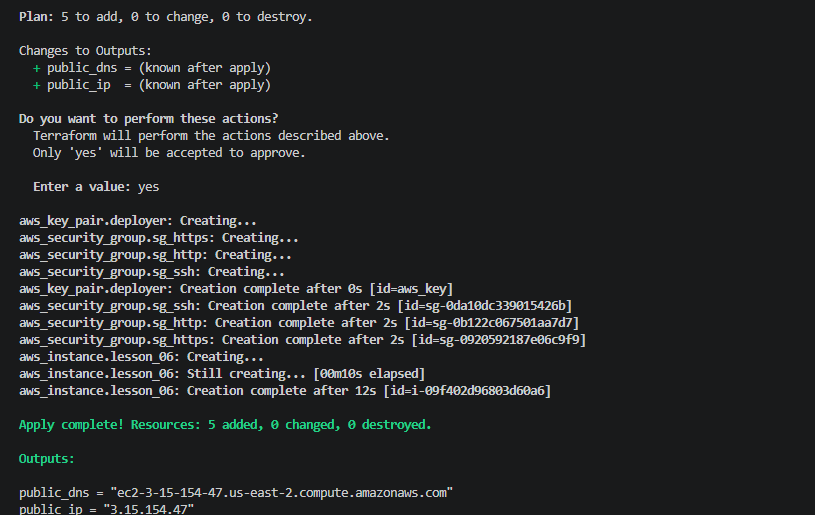 Plan: 5 to add, 0 to change, 0 to destroy.
Changes to Outputs:
+ public_dns = (known after apply)
+ public_ip  = (known after apply)
Do you want to perform these actions?
Terraform will perform the actions described above.
Only 'yes' will be accepted to approve.
Enter a value: yes
aws_key_pair.deployer: Creating...
aws_security_group.sg_https: Creating...
aws_security_group.sg_http: Creating...
aws_security_group.sg_ssh: Creating...
aws_key_pair.deployer: Creation complete after 0s [id=aws_key]
aws_security_group.sg_ssh: Creation complete after 2s [id=sg-0da10dc339015426b]
aws_security_group.sg_http: Creation complete after 2s [id=sg-0b122c067501aa7d7]
aws_security_group.sg_https: Creation complete after 2s [id=sg-0920592187e06c9f9]
aws_instance.lesson_06: Creating...
aws_instance.lesson_06: Still creating... [00m10s elapsed]
aws_instance.lesson_06: Creation complete after 12s [id=i-09f402d96803d60a6]
Apply complete! Resources: 5 added, 0 changed, 0 destroyed.
Outputs:
public_dns = "ec2-3-15-154-47.us-east-2.compute.amazonaws.com"
public_ip = "3.15.154.47"